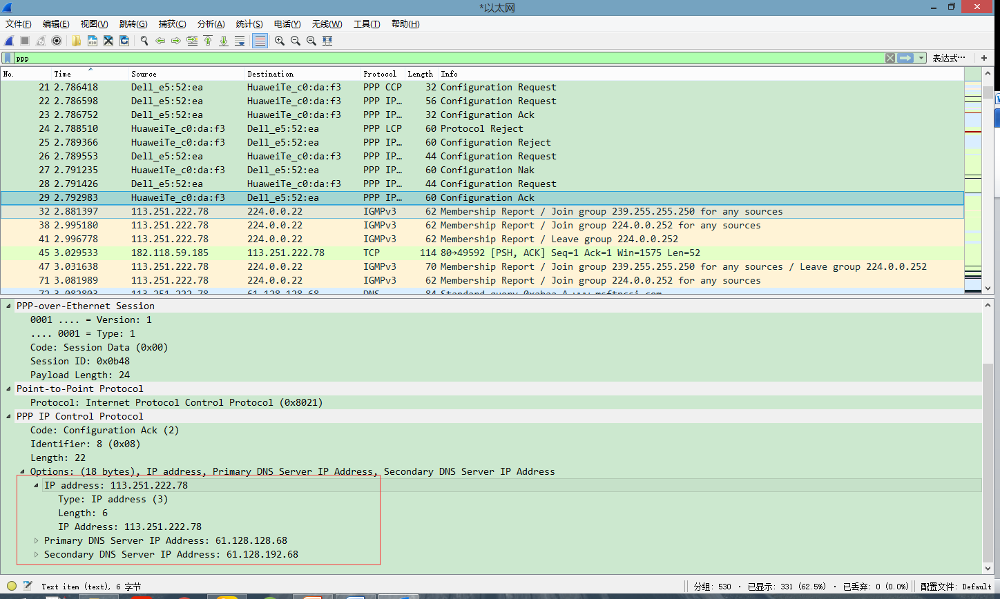 *以太网
文件(F) 编辑(E) 视图(V) 跳转(G) 捕获(C) 分析(A) 统计(S) 电话(Y) 无线(W) 工具(T) 帮助(H)
ppp 表达式… +
No. Time Source Destination Protocol Length Info
21 2.786418 Dell_e5:52:ea HuaweiTe_c0:da:f3 PPP CCP 32 Configuration Request
22 2.786598 Dell_e5:52:ea HuaweiTe_c0:da:f3 PPP IP… 56 Configuration Request
23 2.786752 Dell_e5:52:ea HuaweiTe_c0:da:f3 PPP IP… 32 Configuration Ack
24 2.788510 HuaweiTe_c0:da:f3 Dell_e5:52:ea PPP LCP 60 Protocol Reject
25 2.789366 HuaweiTe_c0:da:f3 Dell_e5:52:ea PPP IP… 60 Configuration Reject
26 2.789553 Dell_e5:52:ea HuaweiTe_c0:da:f3 PPP IP… 44 Configuration Request
27 2.791235 HuaweiTe_c0:da:f3 Dell_e5:52:ea PPP IP… 60 Configuration Nak
28 2.791426 Dell_e5:52:ea HuaweiTe_c0:da:f3 PPP IP… 44 Configuration Request
29 2.792983 HuaweiTe_c0:da:f3 Dell_e5:52:ea PPP IP… 60 Configuration Ack
32 2.881397 113.251.222.78 224.0.0.22 IGMPv3 62 Membership Report / Join group 239.255.255.250 for any sources
38 2.995180 113.251.222.78 224.0.0.22 IGMPv3 62 Membership Report / Join group 224.0.0.252 for any sources
41 2.996778 113.251.222.78 224.0.0.22 IGMPv3 62 Membership Report / Leave group 224.0.0.252
45 3.029533 182.118.59.185 113.251.222.78 TCP 114 80→49592 [PSH, ACK] Seq=1 Ack=1 Win=1575 Len=52
47 3.031638 113.251.222.78 224.0.0.22 IGMPv3 70 Membership Report / Join group 239.255.255.250 for any sources / Leave group 224.0.0.252
71 3.081989 113.251.222.78 224.0.0.22 IGMPv3 62 Membership Report / Join group 224.0.0.252 for any sources
72 3.082803 113.251.222.78 61.128.128.68 DNS 84 Standard query
PPP-over-Ethernet Session
0001 .... = Version: 1
.... 0001 = Type: 1
Code: Session Data (0x00)
Session ID: 0x0b48
Payload Length: 24
Point-to-Point Protocol
Protocol: Internet Protocol Control Protocol (0x8021)
PPP IP Control Protocol
Code: Configuration Ack (2)
Identifier: 8 (0x08)
Length: 22
Options: (18 bytes), IP address, Primary DNS Server IP Address, Secondary DNS Server IP Address
IP address: 113.251.222.78
Type: IP address (3)
Length: 6
IP Address: 113.251.222.78
Primary DNS Server IP Address: 61.128.128.68
Secondary DNS Server IP Address: 61.128.192.68
Text item (text), 6 字节 分组: 530 · 已显示: 331 (62.5%) · 已丢弃: 0 (0.0%) 配置文件: Default